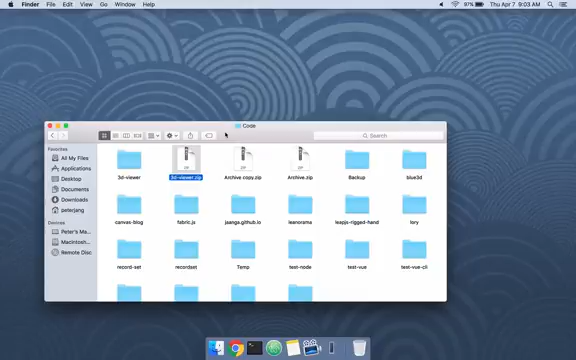 Finder File Edit View Go Window Help 97% Thu Apr 7 9:03 AM
Code
Search
Favorites
All My Files
Applications
Desktop
Documents
Downloads
peterjang
Devices
Peter's Ma...
Macintosh...
Remote Disc
3d-viewer 3d-viewer.zip Archive copy.zip Archive.zip Backup blue3d
canvas-blog fabric.js jaanga.github.io leanorama leapjs-rigged-hand lory
record-set recordset Temp test-node test-vue test-vue-cli